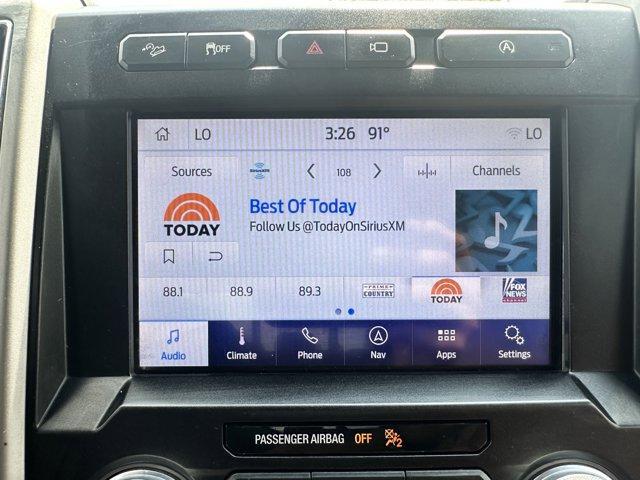 OFF
LO 3:26 91° LO
Sources SiriusXM 108 Channels
TODAY
Best Of Today
Follow Us @TodayOnSiriusXM
88.1 88.9 89.3 PRIME COUNTRY TODAY FOX NEWS
Audio Climate Phone Nav Apps Settings
PASSENGER AIRBAG OFF 2